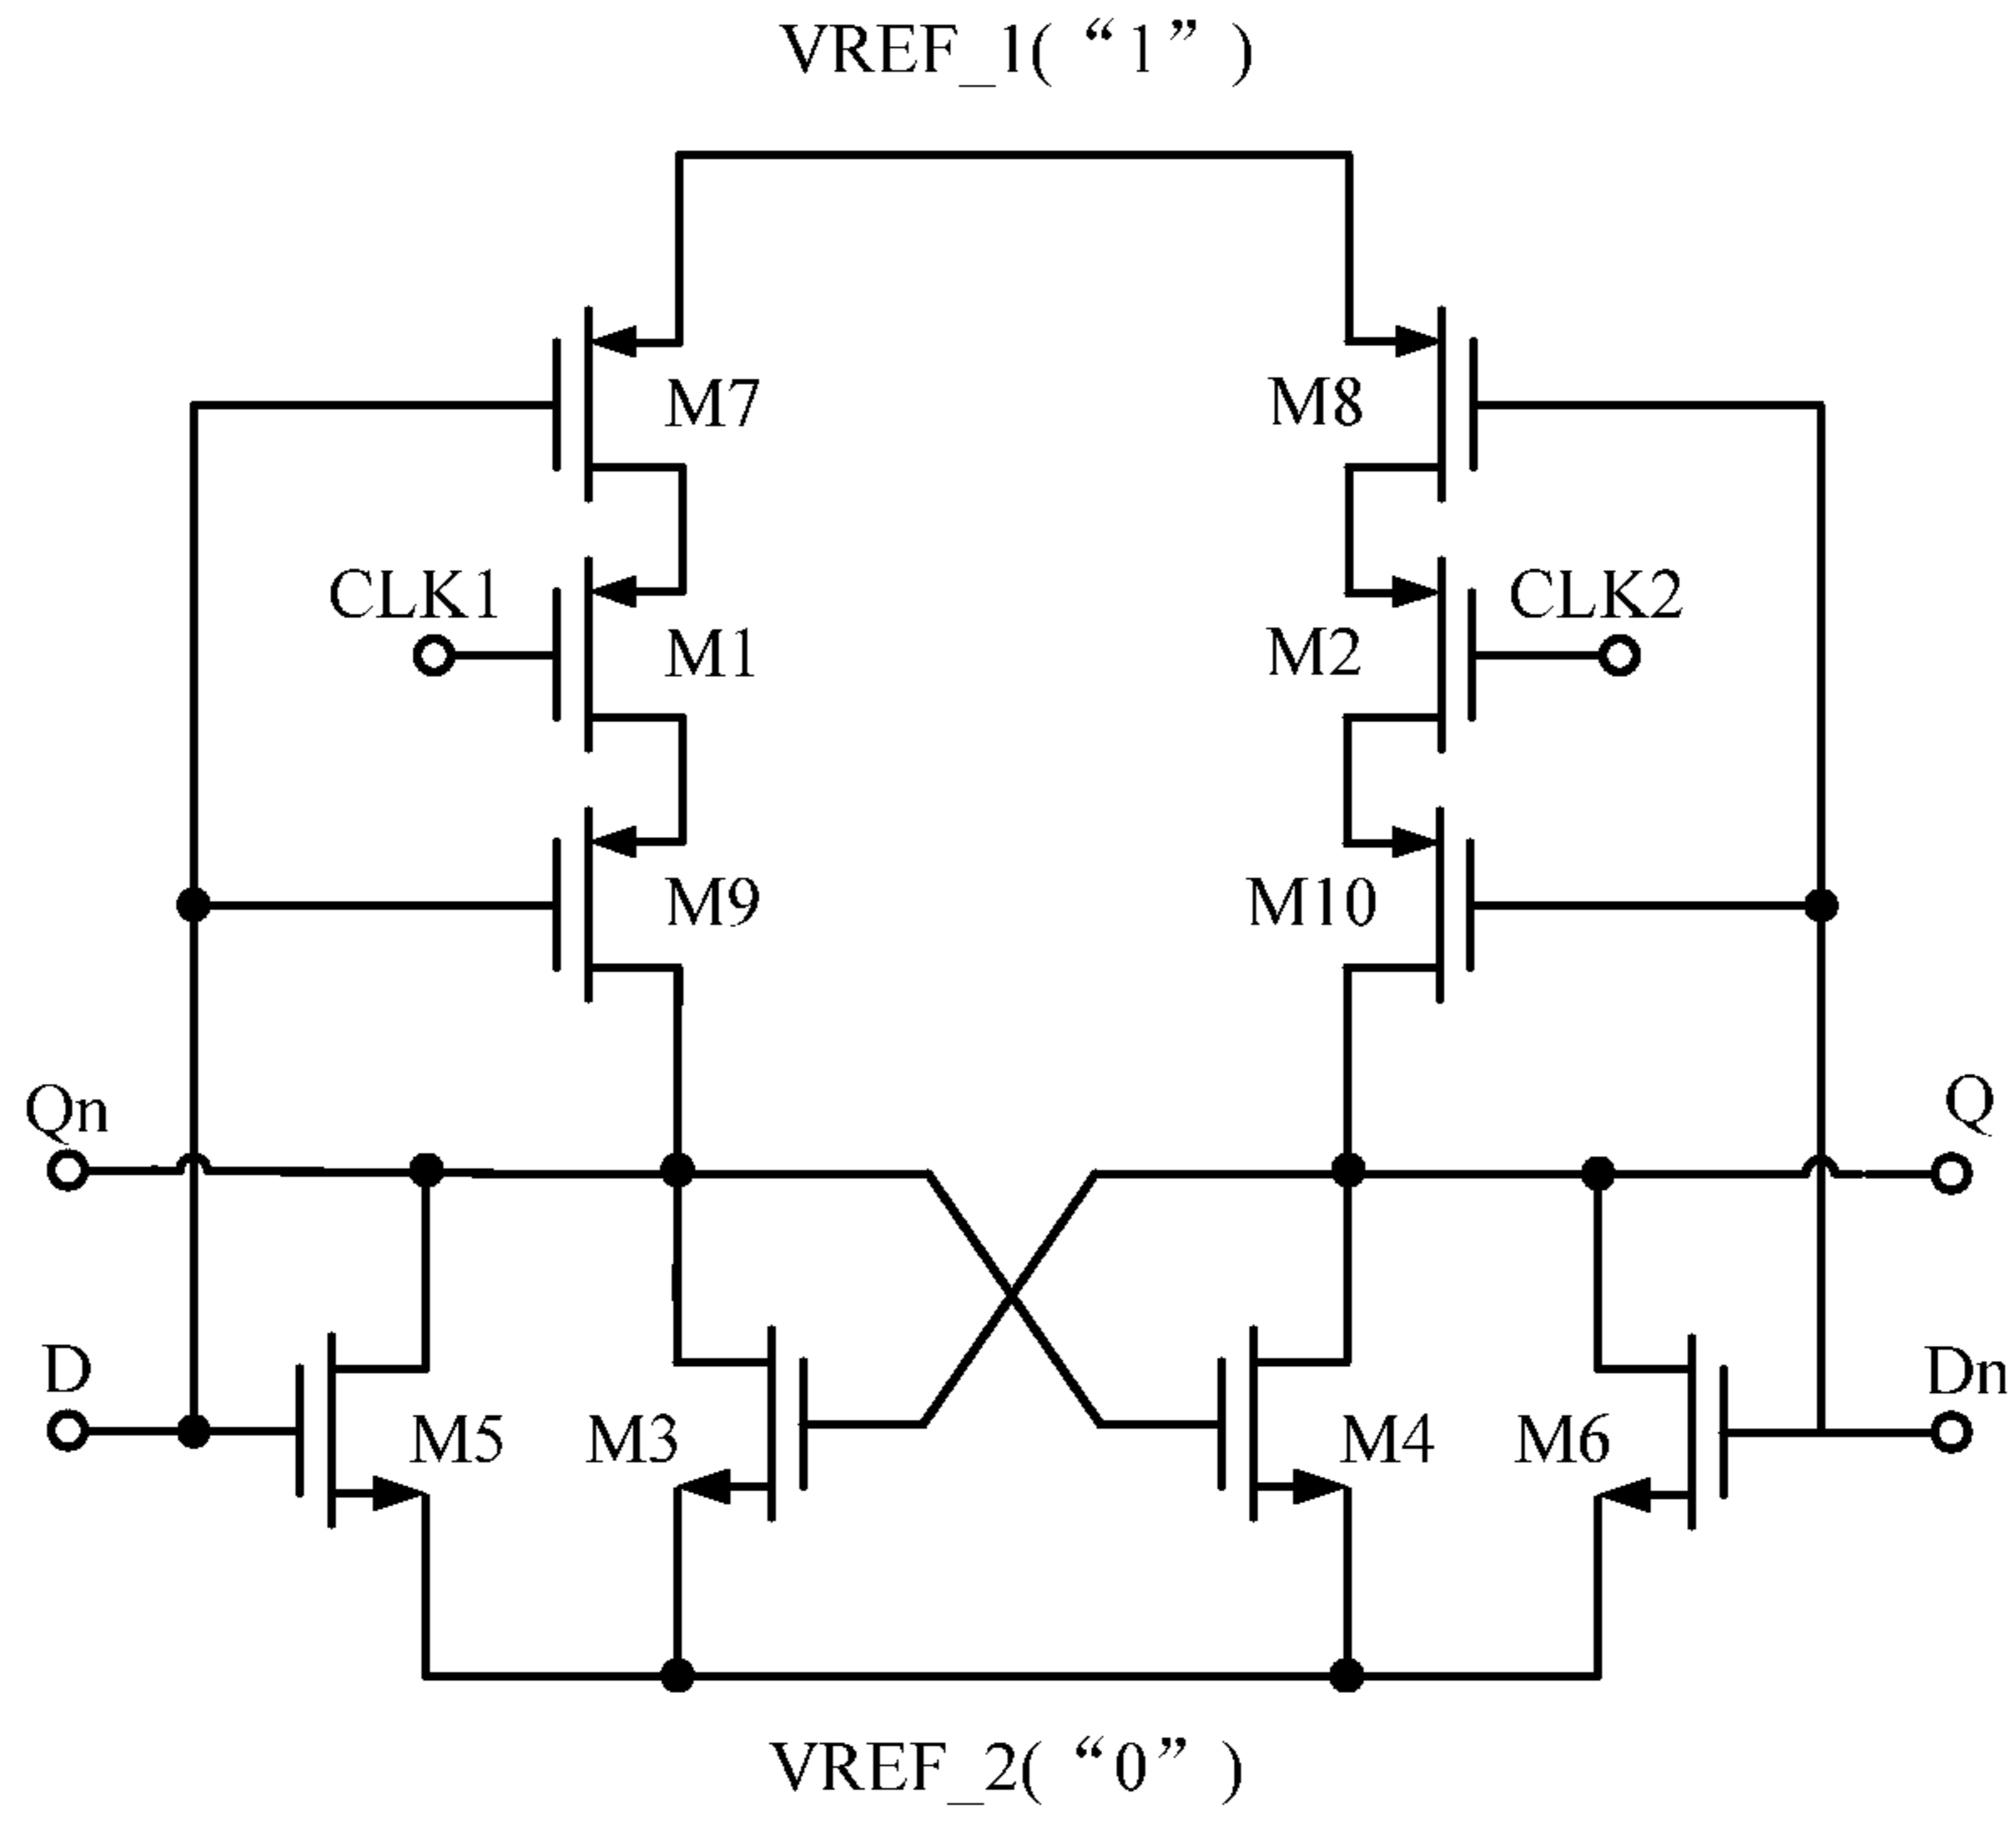 VREF_1(“1”)
M7
M8
CLK1
M1
M2
CLK2
M9
M10
Qn
Q
D
M5
M3
M4
M6
Dn
VREF_2(“0”)